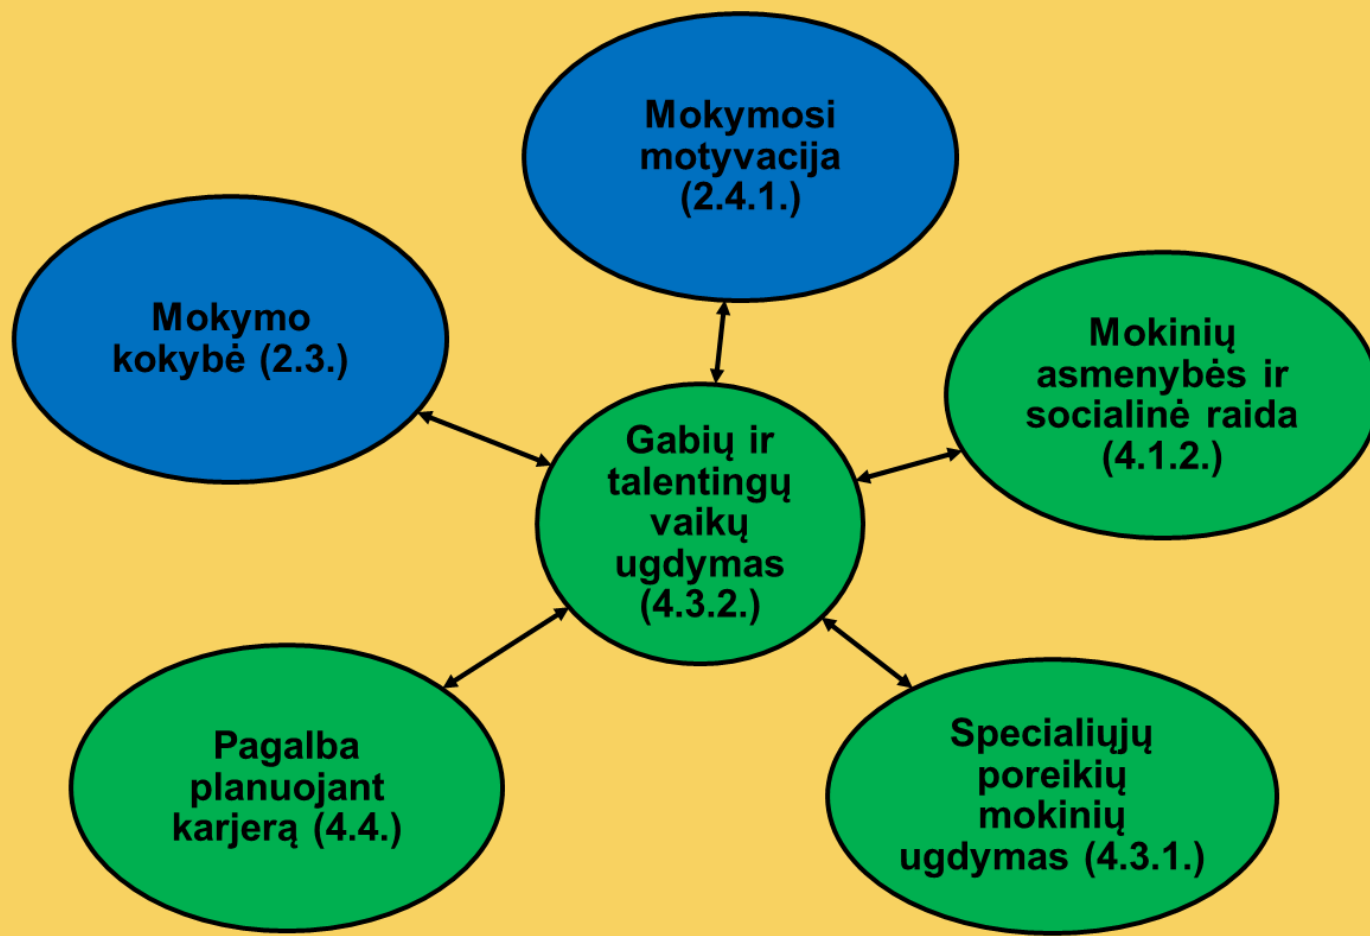 Mokymosi
motyvacija
(2.4.1.)
Mokymo
kokybė (2.3.)
Mokinių
asmenybės ir
socialinė raida
(4.1.2.)
Gabių ir
talentingų
vaikų
ugdymas
(4.3.2.)
Pagalba
planuojant
karjerą (4.4.)
Specialiųjų
poreikių
mokinių
ugdymas (4.3.1.)